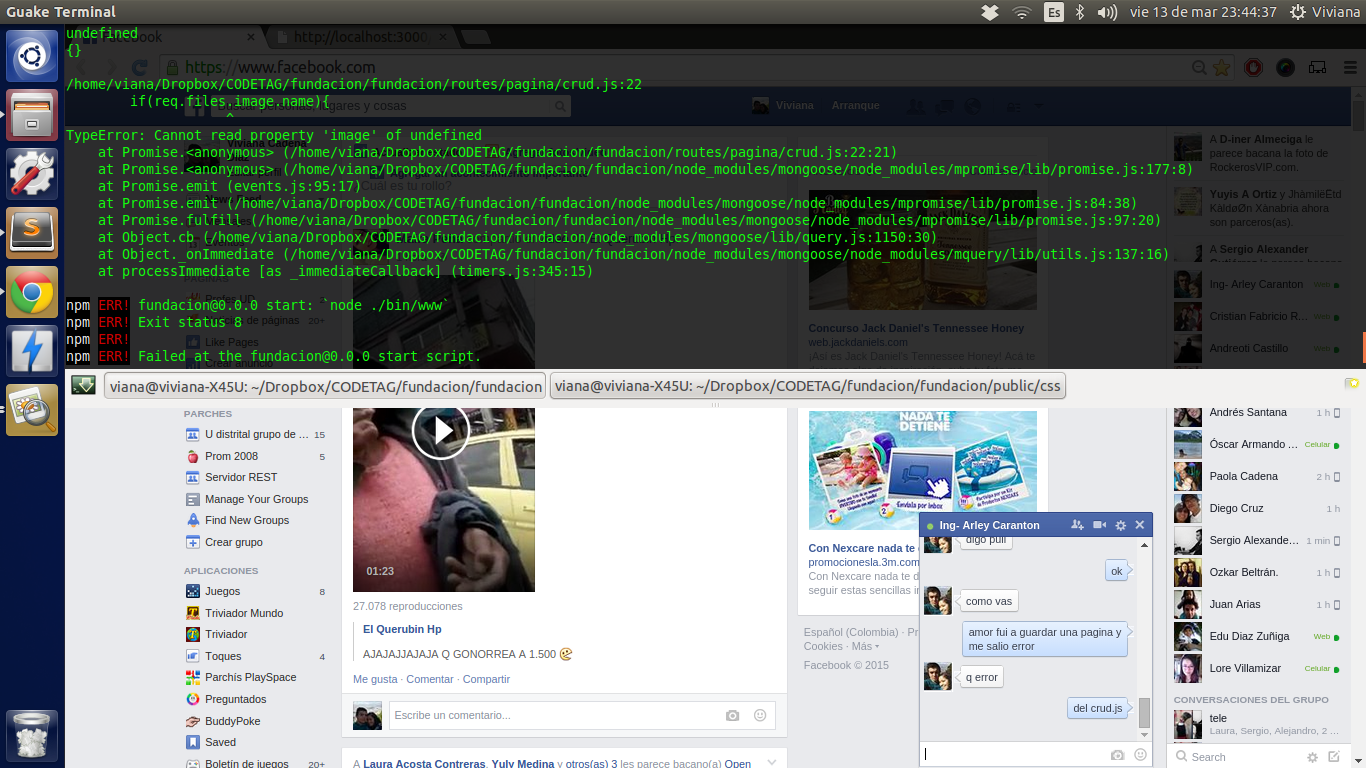 Guake Terminal
Es
vie 13 de mar 23:44:37
Viviana
undefined
{}
Facebook
http://localhost:3000
https://www.facebook.com
/home/viana/Dropbox/CODETAG/fundacion/fundacion/routes/pagina/crud.js:22
if(req.files.image.name){
^
TypeError: Cannot read property 'image' of undefined
at Promise.<anonymous> (/home/viana/Dropbox/CODETAG/fundacion/fundacion/routes/pagina/crud.js:22:21)
at Promise.<anonymous> (/home/viana/Dropbox/CODETAG/fundacion/fundacion/node_modules/mongoose/node_modules/mpromise/lib/promise.js:177:8)
at Promise.emit (events.js:95:17)
at Promise.emit (/home/viana/Dropbox/CODETAG/fundacion/fundacion/node_modules/mongoose/node_modules/mpromise/lib/promise.js:84:38)
at Promise.fulfill (/home/viana/Dropbox/CODETAG/fundacion/fundacion/node_modules/mongoose/node_modules/mpromise/lib/promise.js:97:20)
at Object.cb (/home/viana/Dropbox/CODETAG/fundacion/fundacion/node_modules/mongoose/lib/query.js:1150:30)
at Object._onImmediate (/home/viana/Dropbox/CODETAG/fundacion/fundacion/node_modules/mongoose/node_modules/mquery/lib/utils.js:137:16)
at processImmediate [as _immediateCallback] (timers.js:345:15)
npm ERR! fundacion@0.0.0 start: `node ./bin/www`
npm ERR! Exit status 8
npm ERR!
npm ERR! Failed at the fundacion@0.0.0 start script.
Viviana
Arranque
Concurso Jack Daniel's Tennessee Honey
web.jackdaniels.com
A D-iner Almeciga le
parece bacana la foto de
RockerosVIP.com.
Yuyis A Ortiz y
ahora
son parceros(as).
A Sergio Alexander
Ing- Arley Caranton Web
Cristian Fabricio R... Web
Andreoti Castillo Web
Like Pages
viana@viviana-X45U: ~/Dropbox/CODETAG/fundacion/fundacion
viana@viviana-X45U: ~/Dropbox/CODETAG/fundacion/fundacion/public/css
PARCHES
U distrital grupo de ... 15
Prom 2008 5
Servidor REST
Manage Your Groups
Find New Groups
Crear grupo
APLICACIONES
Juegos 8
Triviador Mundo
Triviador
Toques 4
Parchís PlaySpace
Preguntados
BuddyPoke
Saved
Boletín de juegos 20+
01:23
27.078 reproducciones
El Querubin Hp
AJAJAJJAJAJA Q GONORREA A 1.500
Me gusta · Comentar · Compartir
Escribe un comentario...
A Laura Acosta Contreras, Yuly Medina y otros(as) 3 les parece bacano(a) Open
NADA TE
DETIENE
Envíala por inbox
1
2
Con Nexcare nada te d
promocionesla.3m.com
Con Nexcare nada te d
seguir estas sencillas in
Español (Colombia) · Pr
Cookies · Más
Facebook © 2015
Ing- Arley Caranton
digo pull
ok
como vas
amor fui a guardar una pagina y
me salio error
q error
del crud.js
Andrés Santana 1 h
Óscar Armando ... Celular
Paola Cadena 2 h
Diego Cruz 1 h
Sergio Alexande... 1 min
Ozkar Beltrán. 1 h
Juan Arias 1 h
Edu Diaz Zuñiga Web
Lore Villamizar Celular
CONVERSACIONES DEL GRUPO
tele
Laura, Sergio, Alejandro, 2 ...
Search